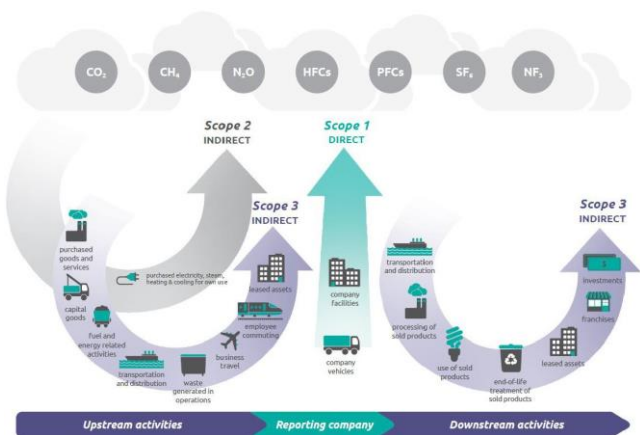 CO₂ CH₄ N₂O HFCs PFCs SF₆ NF₃
Scope 2
INDIRECT
Scope 1
DIRECT
Scope 3
INDIRECT
Scope 3
INDIRECT
purchased
goods and
services
capital
goods
fuel and
energy related
activities
transportation
and distribution
waste
generated in
operations
business
travel
employee
commuting
leased assets
purchased electricity, steam,
heating & cooling for own use
company
facilities
company
vehicles
transportation
and distribution
processing of
sold products
use of sold
products
end-of-life
treatment of
sold products
leased assets
franchises
$
investments
Upstream activities
Reporting company
Downstream activities